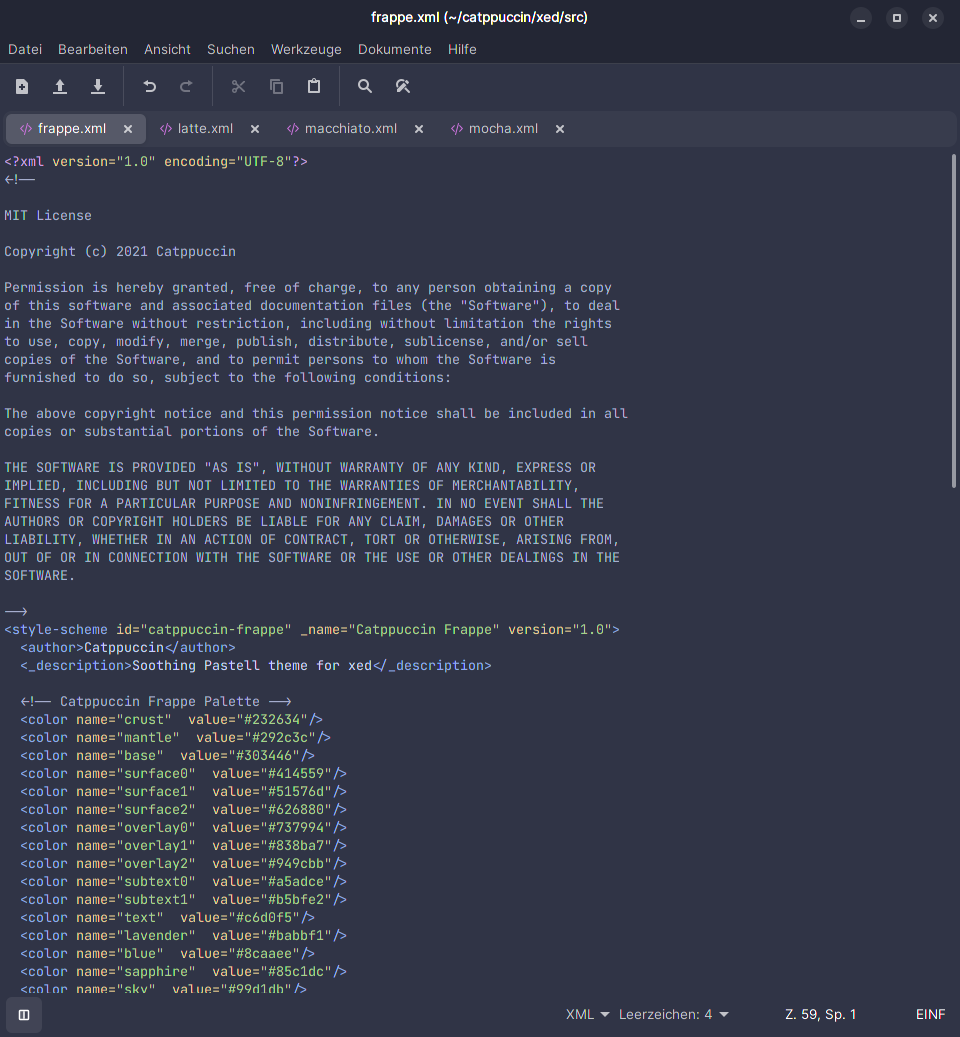 frappe.xml (~/catppuccin/xed/src)
Datei Bearbeiten Ansicht Suchen Werkzeuge Dokumente Hilfe
frappe.xml latte.xml macchiato.xml mocha.xml
<?xml version="1.0" encoding="UTF-8"?>
<!--
MIT License
Copyright (c) 2021 Catppuccin
Permission is hereby granted, free of charge, to any person obtaining a copy
of this software and associated documentation files (the "Software"), to deal
in the Software without restriction, including without limitation the rights
to use, copy, modify, merge, publish, distribute, sublicense, and/or sell
copies of the Software, and to permit persons to whom the Software is
furnished to do so, subject to the following conditions:
The above copyright notice and this permission notice shall be included in all
copies or substantial portions of the Software.
THE SOFTWARE IS PROVIDED "AS IS", WITHOUT WARRANTY OF ANY KIND, EXPRESS OR
IMPLIED, INCLUDING BUT NOT LIMITED TO THE WARRANTIES OF MERCHANTABILITY,
FITNESS FOR A PARTICULAR PURPOSE AND NONINFRINGEMENT. IN NO EVENT SHALL THE
AUTHORS OR COPYRIGHT HOLDERS BE LIABLE FOR ANY CLAIM, DAMAGES OR OTHER
LIABILITY, WHETHER IN AN ACTION OF CONTRACT, TORT OR OTHERWISE, ARISING FROM,
OUT OF OR IN CONNECTION WITH THE SOFTWARE OR THE USE OR OTHER DEALINGS IN THE
SOFTWARE.
-->
<style-scheme id="catppuccin-frappe" _name="Catppuccin Frappe" version="1.0">
  <author>Catppuccin</author>
  <_description>Soothing Pastell theme for xed</_description>
  <!-- Catppuccin Frappe Palette -->
  <color name="crust"  value="#232634"/>
  <color name="mantle"  value="#292c3c"/>
  <color name="base"  value="#303446"/>
  <color name="surface0"  value="#414559"/>
  <color name="surface1"  value="#51576d"/>
  <color name="surface2"  value="#626880"/>
  <color name="overlay0"  value="#737994"/>
  <color name="overlay1"  value="#838ba7"/>
  <color name="overlay2"  value="#949cbb"/>
  <color name="subtext0"  value="#a5adce"/>
  <color name="subtext1"  value="#b5bfe2"/>
  <color name="text"  value="#c6d0f5"/>
  <color name="lavender"  value="#babbf1"/>
  <color name="blue"  value="#8caaee"/>
  <color name="sapphire"  value="#85c1dc"/>
  <color name="sky"  value="#99d1db"/>
XML Leerzeichen: 4 Z. 59, Sp. 1 EINF